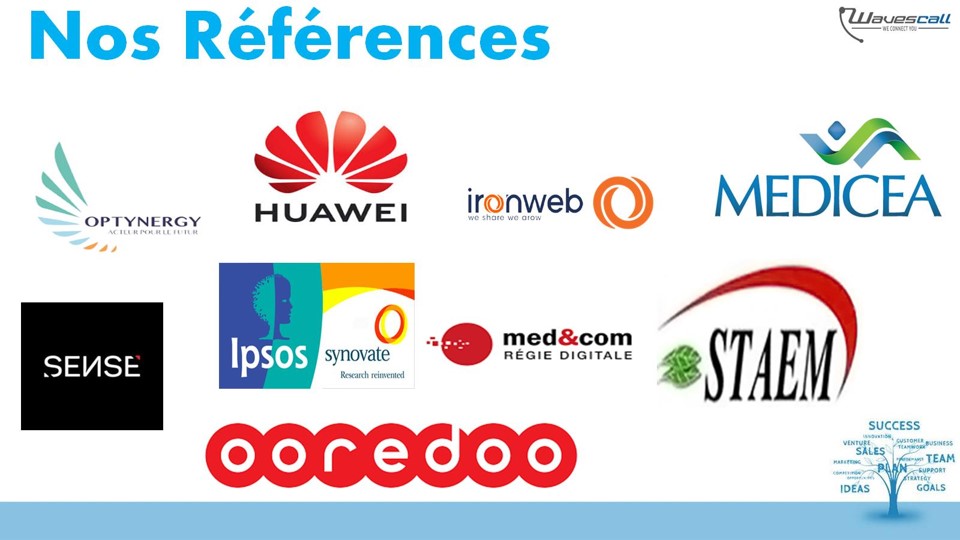 Nos Références
Wavescall
WE CONNECT YOU
OPTYNERGY
ACTEUR POUR LE FUTUR
HUAWEI
ironweb
we share we grow
MEDICEA
SENSE
Ipsos
synovate
Research reinvented
med&com
RÉGIE DIGITALE
STAEM
ooredoo
SUCCESS
INNOVATION
VENTURE
CUSTOMER
TEAMWORK
BUSINESS
SALES
TEAM
MARKETING
PLAN
SUPPORT
STRATEGY
IDEAS
GOALS